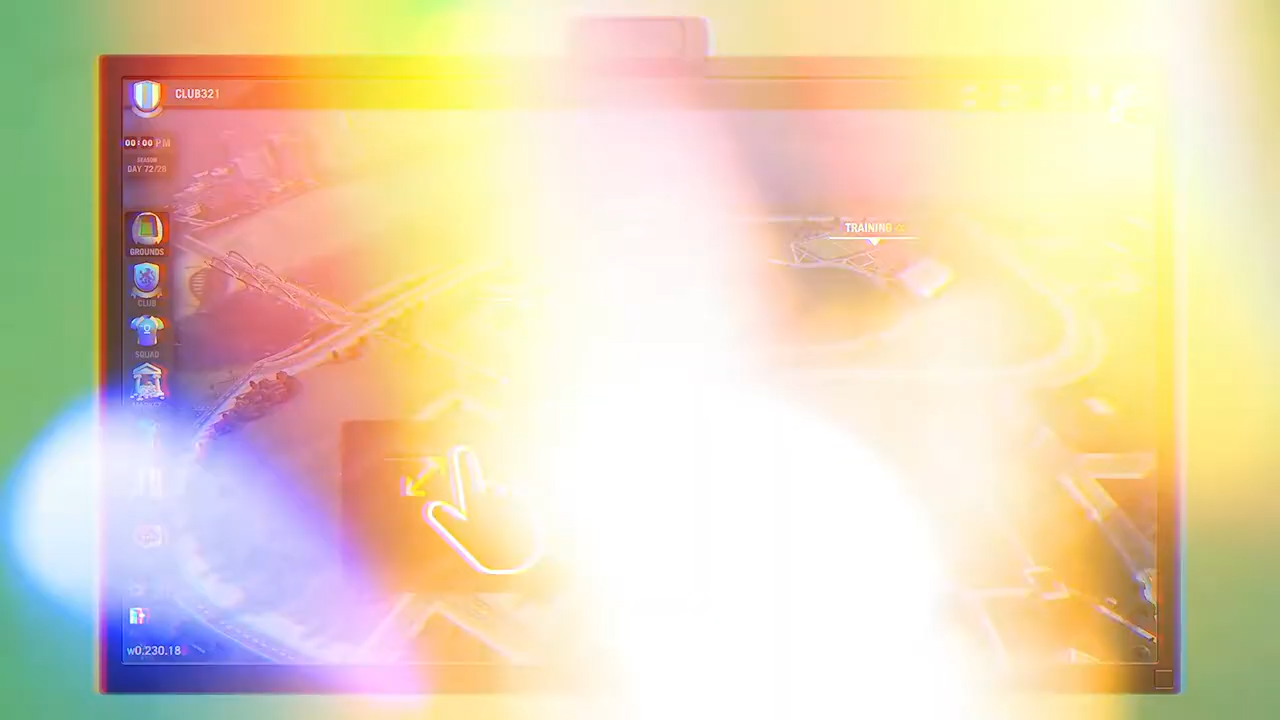 CLUB321
00:00 PM
SEASON
DAY 72/28
TRAINING
GROUNDS
CLUB
SQUAD
w0.230.18